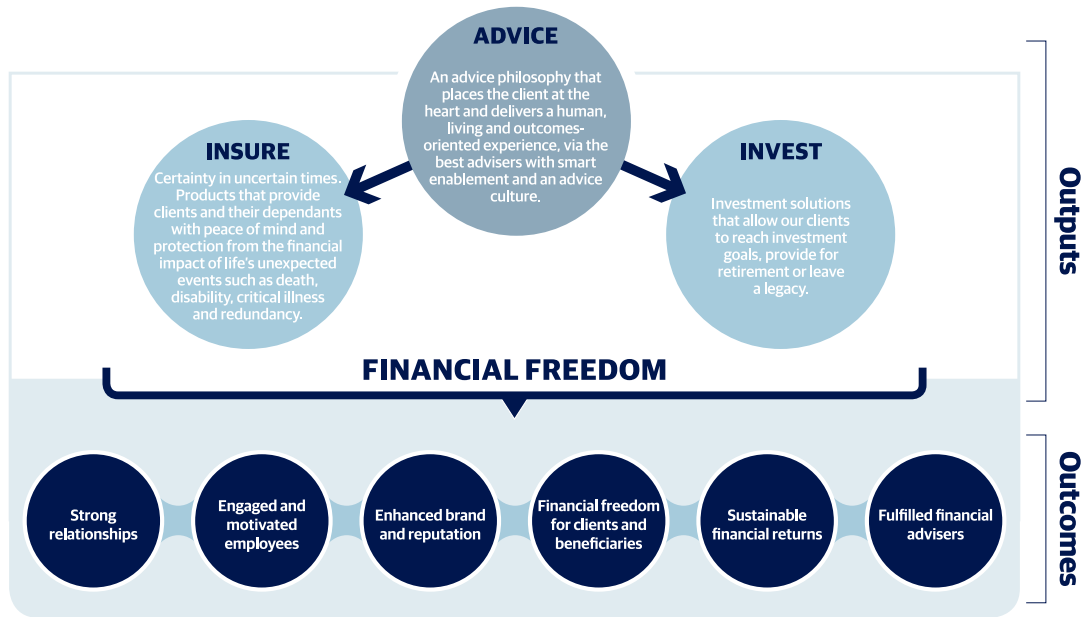 ADVICE
An advice philosophy that
places the client at the
heart and delivers a human,
living and outcomes-
oriented experience, via the
best advisers with smart
enablement and an advice
culture.
INSURE
Certainty in uncertain times.
Products that provide
clients and their dependants
with peace of mind and
protection from the financial
impact of life's unexpected
events such as death,
disability, critical illness
and redundancy.
INVEST
Investment solutions
that allow our clients
to reach investment
goals, provide for
retirement or leave
a legacy.
Outputs
FINANCIAL FREEDOM
Strong
relationships
Engaged and
motivated
employees
Enhanced brand
and reputation
Financial freedom
for clients and
beneficiaries
Sustainable
financial returns
Fulfilled financial
advisers
Outcomes